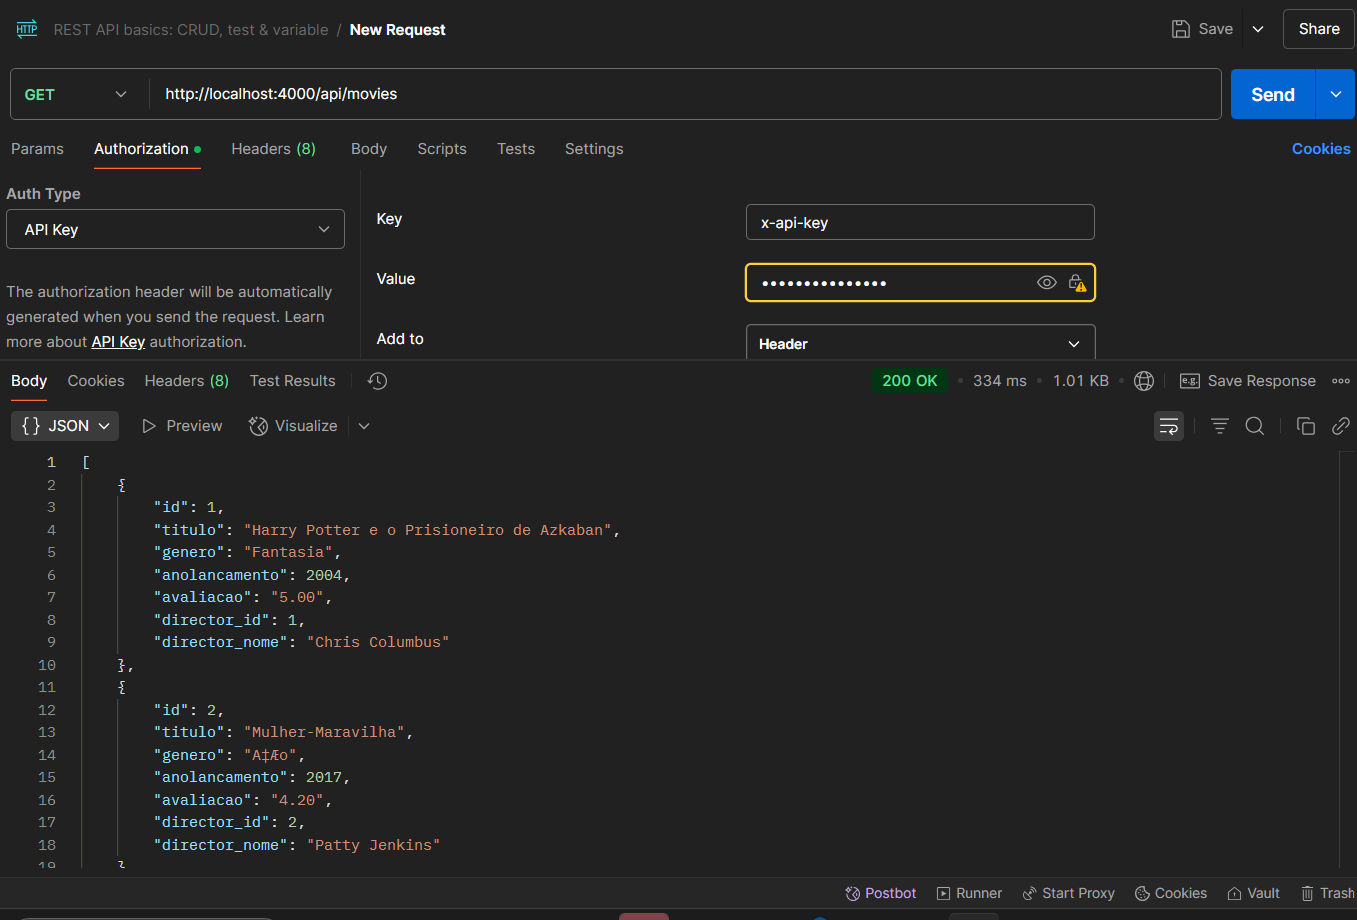 HTTP REST API basics: CRUD, test & variable / New Request Save Share
GET http://localhost:4000/api/movies Send
Params Authorization Headers (8) Body Scripts Tests Settings Cookies
Auth Type
API Key
The authorization header will be automatically
generated when you send the request. Learn
more about API Key authorization.
Key x-api-key
Value ••••••••••••••
Add to Header
Body Cookies Headers (8) Test Results 200 OK • 334 ms • 1.01 KB • e.g. Save Response
{} JSON Preview Visualize
1 [
2 {
3 "id": 1,
4 "titulo": "Harry Potter e o Prisioneiro de Azkaban",
5 "genero": "Fantasia",
6 "anolancamento": 2004,
7 "avaliacao": "5.00",
8 "director_id": 1,
9 "director_nome": "Chris Columbus"
10 },
11 {
12 "id": 2,
13 "titulo": "Mulher-Maravilha",
14 "genero": "A‡Æo",
15 "anolancamento": 2017,
16 "avaliacao": "4.20",
17 "director_id": 2,
18 "director_nome": "Patty Jenkins"
19 }
Postbot Runner Start Proxy Cookies Vault Trash